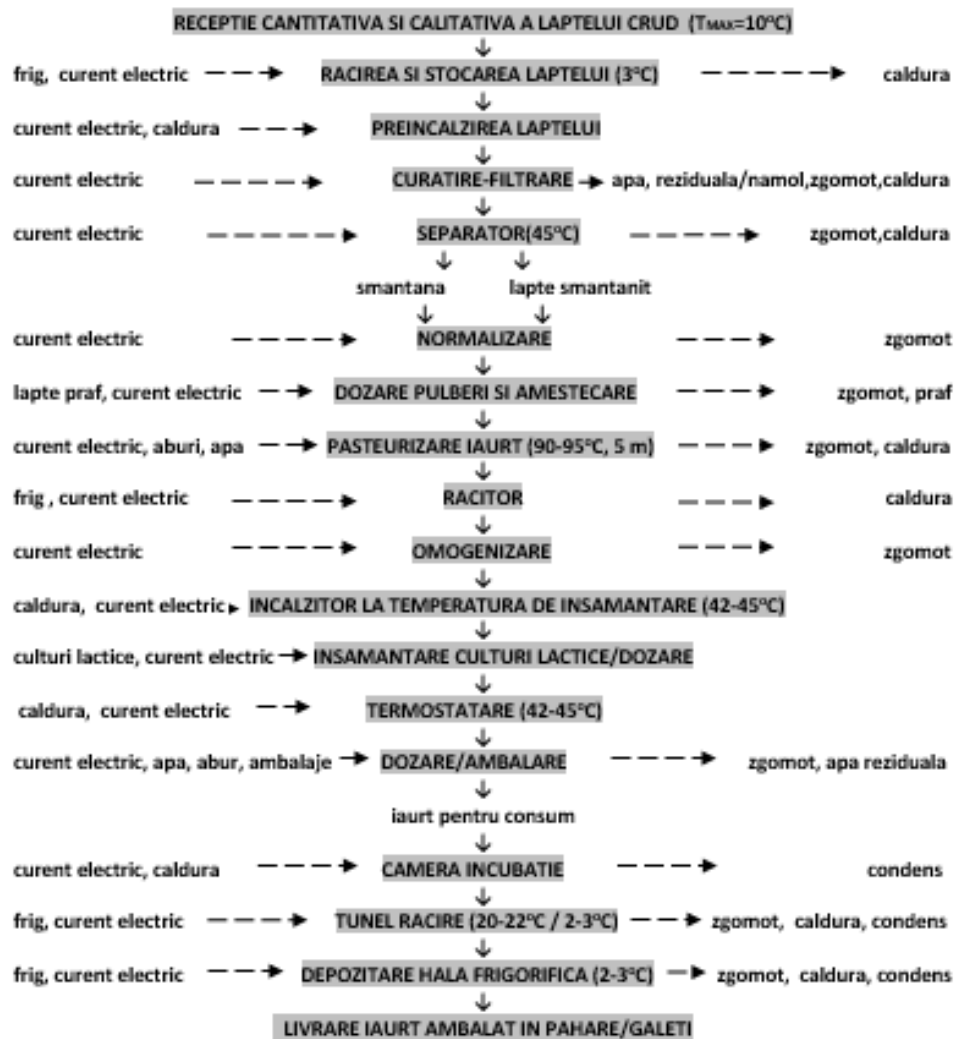 RECEPTIE CANTITATIVA SI CALITATIVA A LAPTELUI CRUD (TMAX=10°C)
frig, curent electric RACIREA SI STOCAREA LAPTELUI (3°C) caldura
curent electric, caldura PREINCALZIREA LAPTELUI
curent electric CURATIRE-FILTRARE apa, reziduala/namol,zgomot,caldura
curent electric SEPARATOR(45°C) zgomot,caldura
smantana lapte smantanit
curent electric NORMALIZARE zgomot
lapte praf, curent electric DOZARE PULBERI SI AMESTECARE zgomot, praf
curent electric, aburi, apa PASTEURIZARE IAURT (90-95°C, 5 m) zgomot, caldura
frig , curent electric RACITOR caldura
curent electric OMOGENIZARE zgomot
caldura, curent electric INCALZITOR LA TEMPERATURA DE INSAMANTARE (42-45°C)
culturi lactice, curent electric INSAMANTARE CULTURI LACTICE/DOZARE
caldura, curent electric TERMOSTATARE (42-45°C)
curent electric, apa, abur, ambalaje DOZARE/AMBALARE zgomot, apa reziduala
iaurt pentru consum
curent electric, caldura CAMERA INCUBATIE condens
frig, curent electric TUNEL RACIRE (20-22°C / 2-3°C) zgomot, caldura, condens
frig, curent electric DEPOZITARE HALA FRIGORIFICA (2-3°C) zgomot, caldura, condens
LIVRARE IAURT AMBALAT IN PAHARE/GALETI